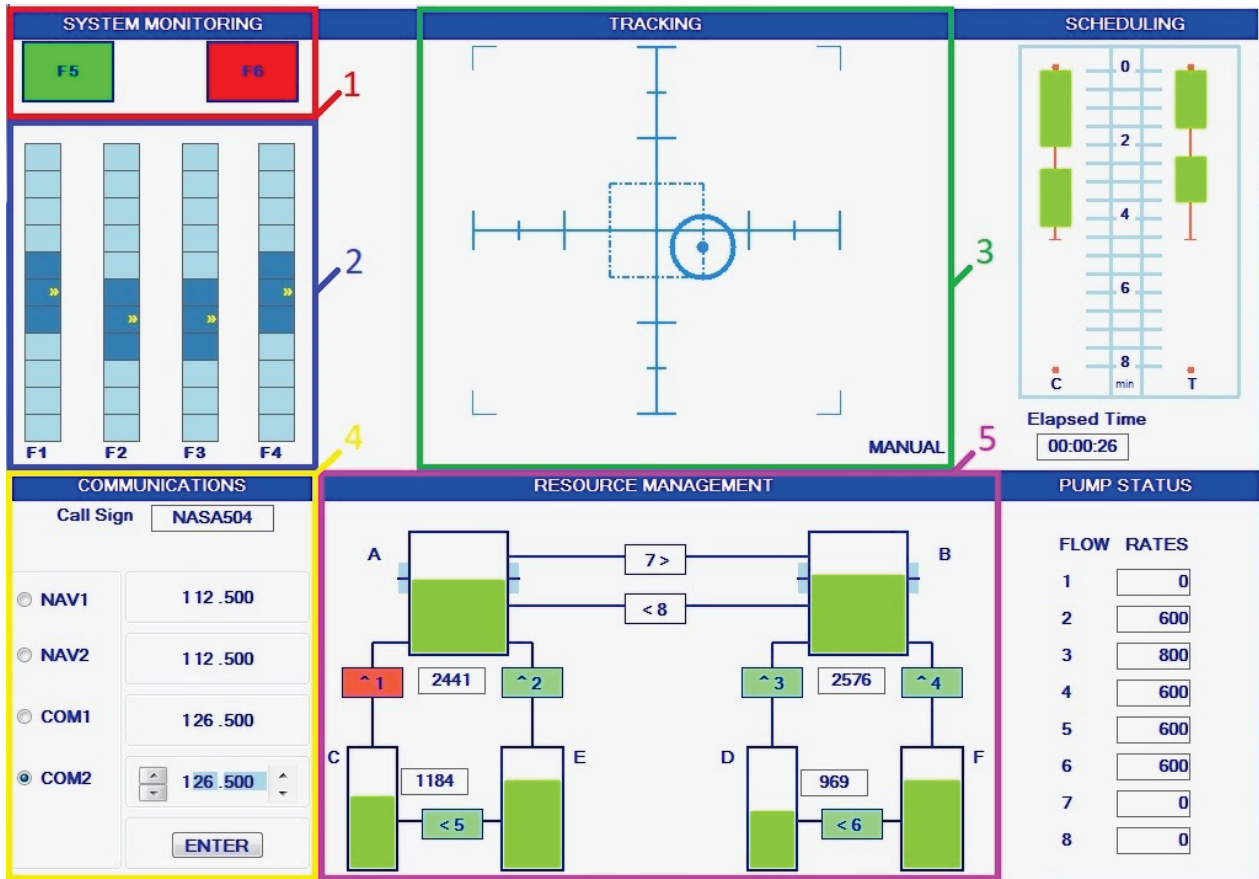 SYSTEM MONITORING
F5
F6
1
»
»
»
»
F1
F2
F3
F4
2
TRACKING
MANUAL
3
SCHEDULING
0
2
4
6
8
C
min
T
Elapsed Time
00:00:26
COMMUNICATIONS
4
Call Sign NASA504
NAV1 112.500
NAV2 112.500
COM1 126.500
COM2 126.500
ENTER
RESOURCE MANAGEMENT
5
A
7 >
B
< 8
^ 1
2441
^ 2
^ 3
2576
^ 4
C
1184
E
D
969
F
< 5
< 6
PUMP STATUS
FLOW RATES
1 0
2 600
3 800
4 600
5 600
6 600
7 0
8 0